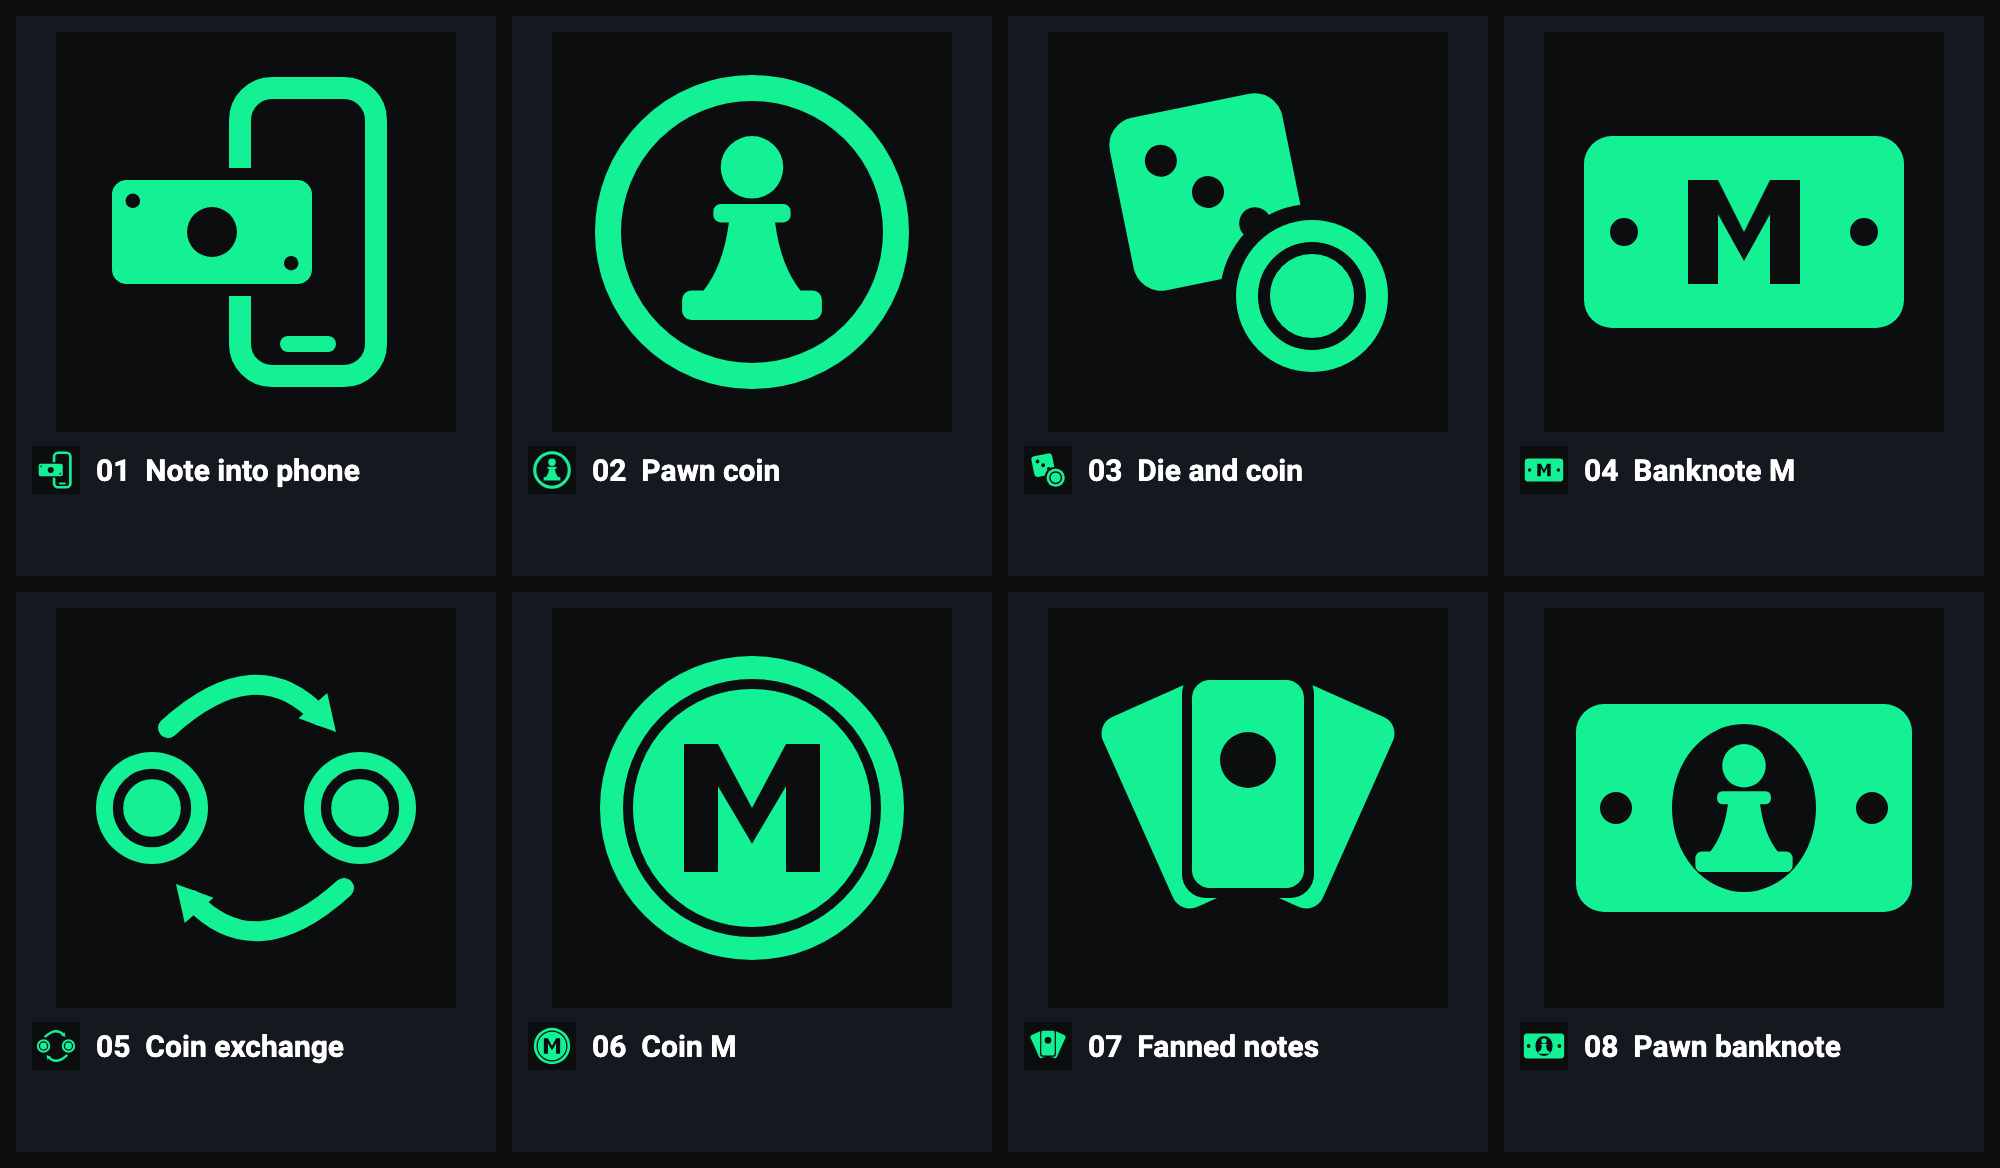 M
01 Note into phone
02 Pawn coin
03 Die and coin
M
04 Banknote M
M
05 Coin exchange
M
06 Coin M
07 Fanned notes
08 Pawn banknote